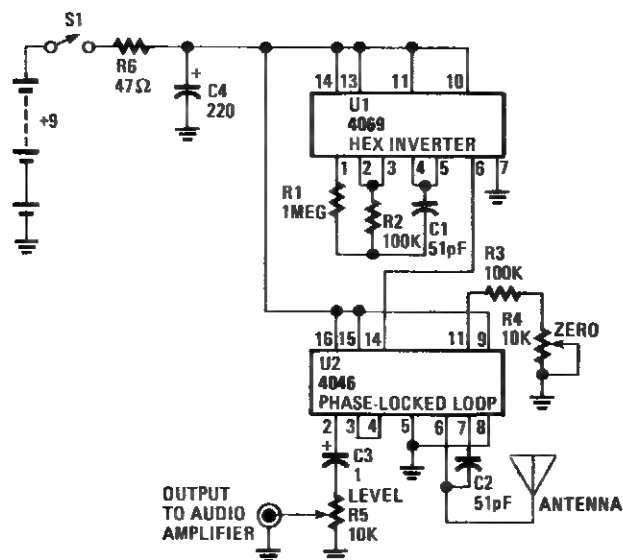 S1
R6
47Ω
+
C4
220
+9
14 13 11 10
U1
4069
HEX INVERTER
1 2 3 4 5 6 7
R1
1MEG
R2
100K
C1
51pF
R3
100K
R4
10K
ZERO
16 15 14 11 9
U2
4046
PHASE-LOCKED LOOP
2 3 4 5 6 7 8
+
C3
1
LEVEL
R5
10K
C2
51pF
ANTENNA
OUTPUT
TO AUDIO
AMPLIFIER